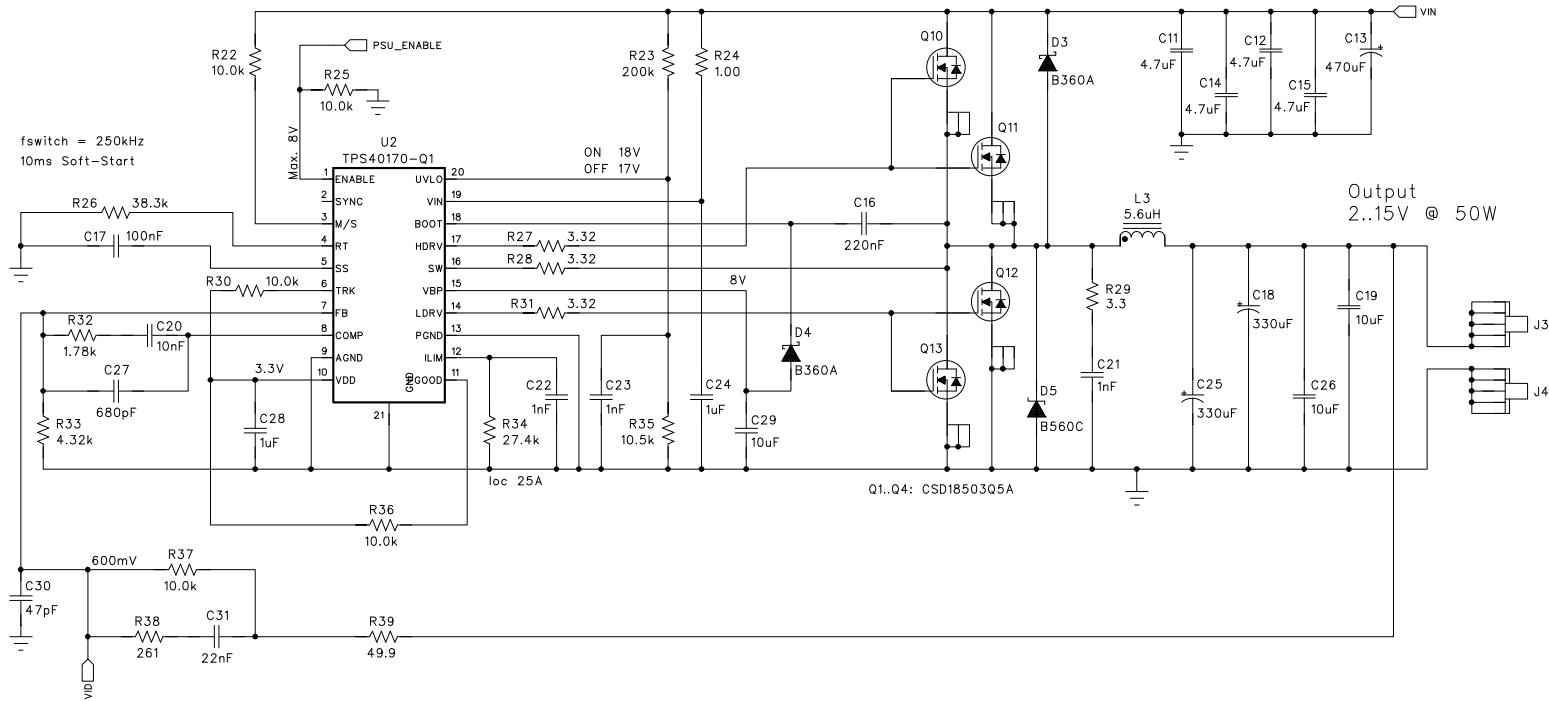 VIN
PSU_ENABLE
R22
10.0k
R25
10.0k
R23
200k
R24
1.00
Q10
D3
B360A
C11
4.7uF
C12
4.7uF
C13
470uF
C14
4.7uF
C15
4.7uF
fswitch = 250kHz
10ms Soft-Start
Max. 8V
U2
TPS40170-Q1
ON 18V
OFF 17V
Q11
1 ENABLE UVLO 20
2 SYNC VIN 19
3 M/S BOOT 18
4 RT HDRV 17
5 SS SW 16
6 TRK VBP 15
7 FB LDRV 14
8 COMP PGND 13
9 AGND ILIM 12
10 VDD PGOOD 11
GND
21
R26 38.3k
C17 100nF
R30 10.0k
R27 3.32
R28 3.32
R31 3.32
C16
220nF
8V
L3
5.6uH
Output
2..15V @ 50W
Q12
R29
3.3
C18
330uF
C19
10uF
J3
R32
1.78k
C20
10nF
C27
680pF
3.3V
D4
B360A
Q13
C21
1nF
C25
330uF
C26
10uF
J4
R33
4.32k
C28
1uF
R34
27.4k
C22
1nF
C23
1nF
R35
10.5k
C24
1uF
C29
10uF
D5
B560C
Ioc 25A
Q1..Q4: CSD18503Q5A
R36
10.0k
600mV
R37
10.0k
C30
47pF
R38
261
C31
22nF
R39
49.9
VID